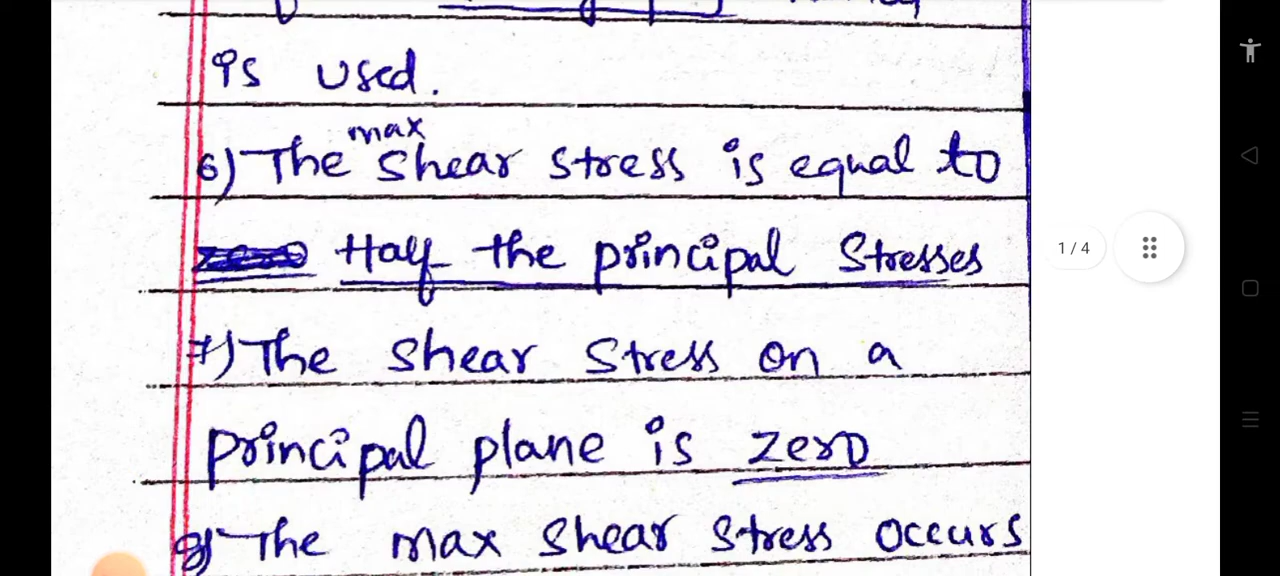 is used.
6) The max shear stress is equal to
Half the principal Stresses
7) The shear stress on a
principal plane is zero
8) The max shear stress occurs
1 / 4